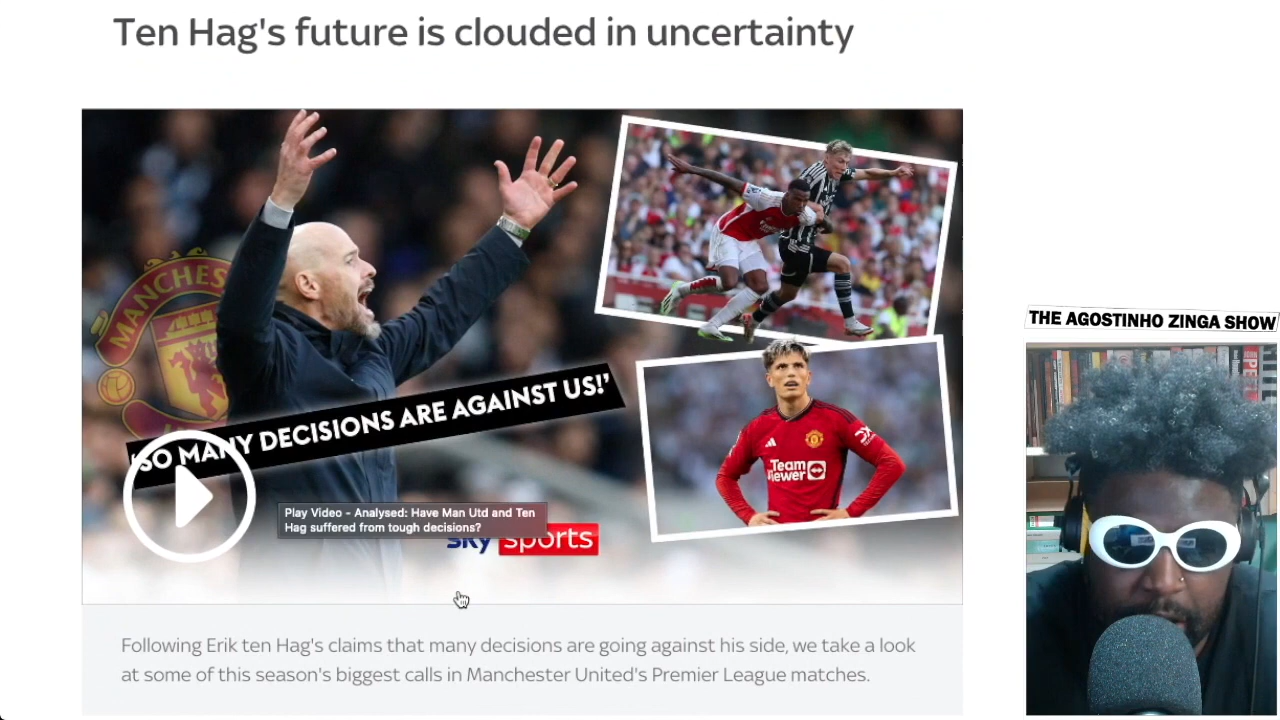 Ten Hag's future is clouded in uncertainty
MANCHES
'SO MANY DECISIONS ARE AGAINST US!'
Team
Viewer
Play Video - Analysed: Have Man Utd and Ten
Hag suffered from tough decisions?
sky sports
THE AGOSTINHO ZINGA SHOW
Following Erik ten Hag's claims that many decisions are going against his side, we take a look
at some of this season's biggest calls in Manchester United's Premier League matches.